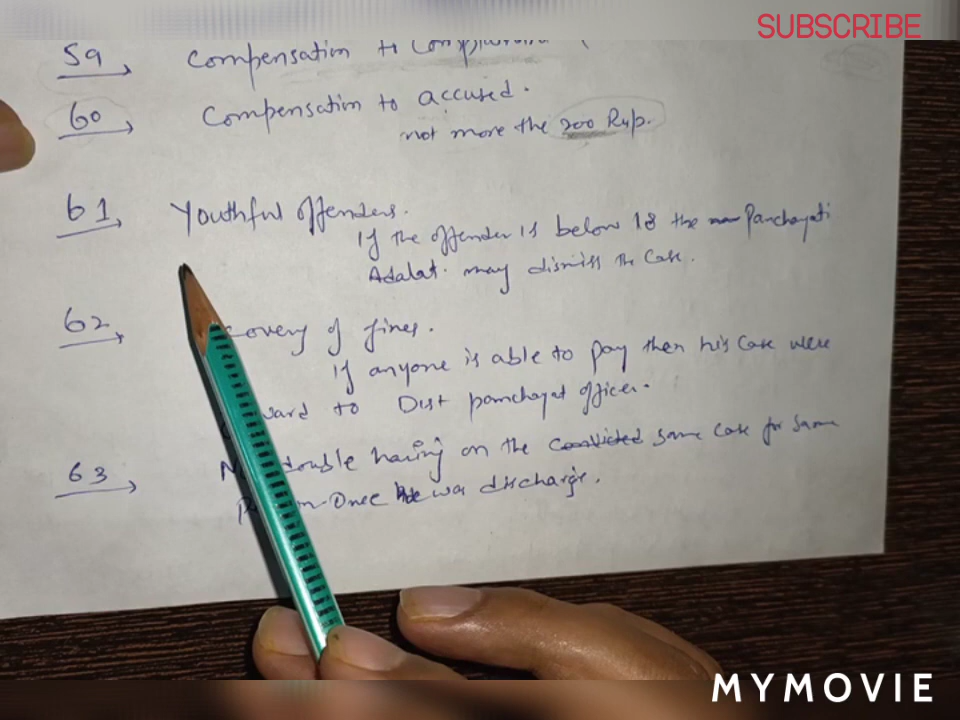 SUBSCRIBE
59 Compensation to
60 Compensation to accused.
not more the 200 Rup.
61, Youthful offenders.
If the offender is below 18 the Panchayati
Adalat. may dismiss the case.
62, covery of fines.
If anyone is able to pay then his case were
ward to Dist panchayat officer.
63 double having on the convicted same case for same
n Once he was discharge.
MYMOVIE